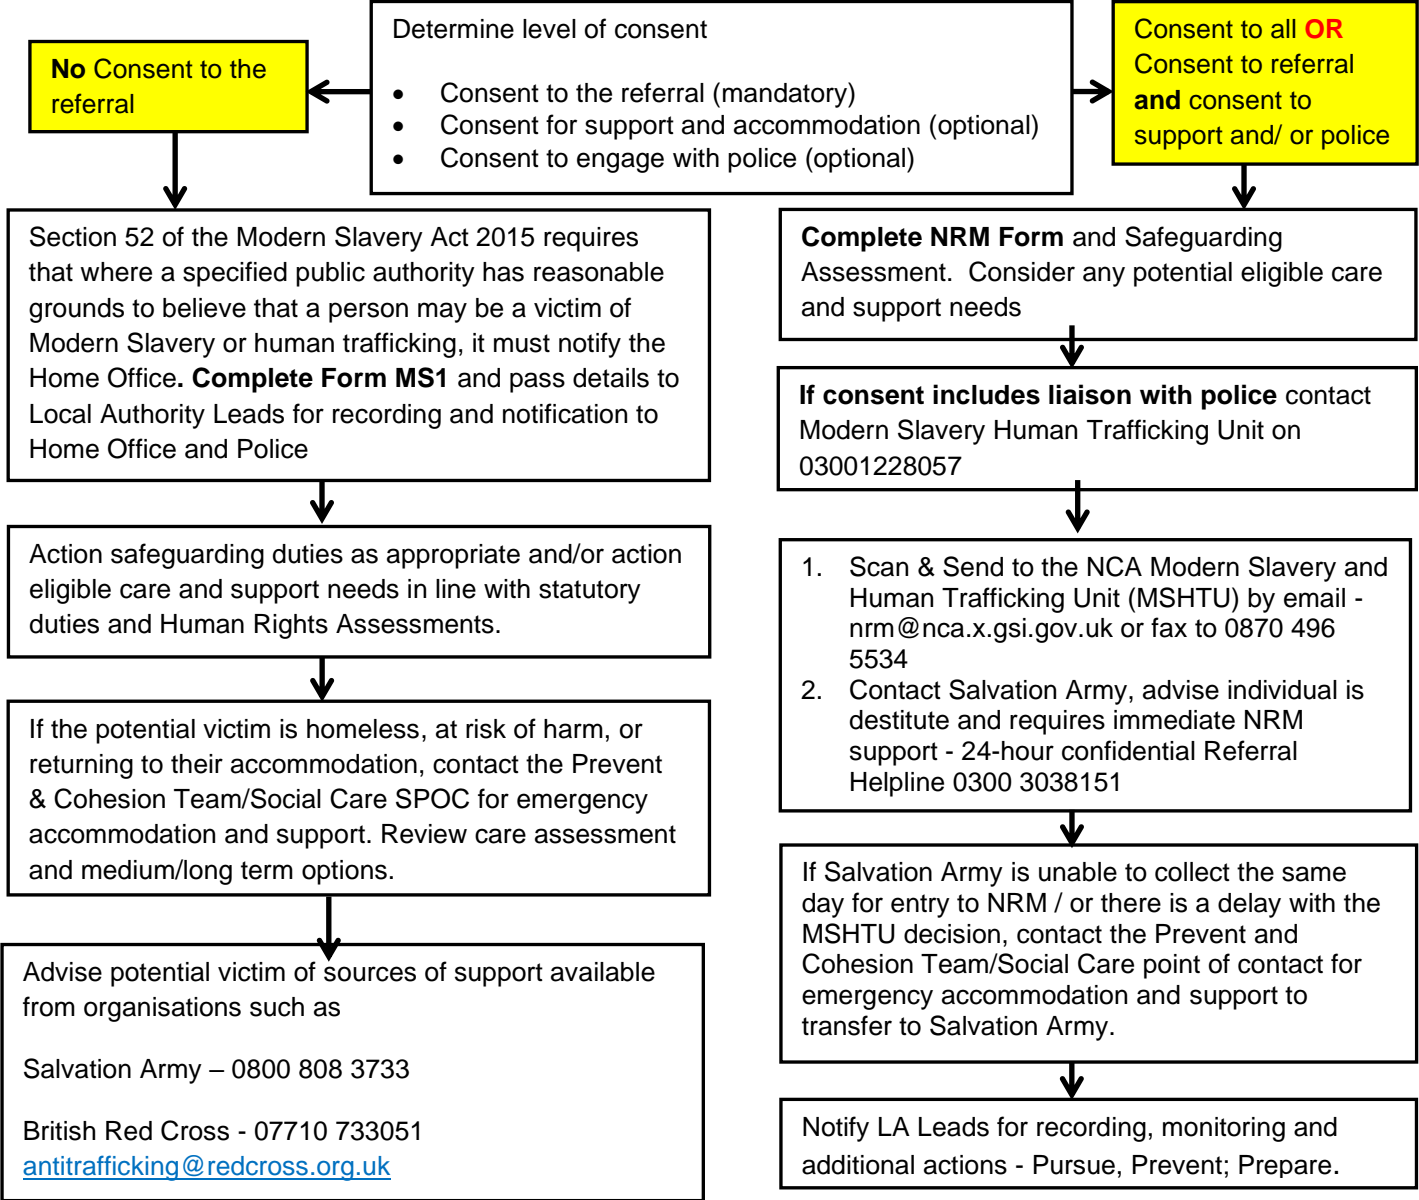 Determine level of consent
• Consent to the referral (mandatory)
• Consent for support and accommodation (optional)
• Consent to engage with police (optional)
No Consent to the
referral
Section 52 of the Modern Slavery Act 2015 requires
that where a specified public authority has reasonable
grounds to believe that a person may be a victim of
Modern Slavery or human trafficking, it must notify the
Home Office. Complete Form MS1 and pass details to
Local Authority Leads for recording and notification to
Home Office and Police
Action safeguarding duties as appropriate and/or action
eligible care and support needs in line with statutory
duties and Human Rights Assessments.
If the potential victim is homeless, at risk of harm, or
returning to their accommodation, contact the Prevent
& Cohesion Team/Social Care SPOC for emergency
accommodation and support. Review care assessment
and medium/long term options.
Advise potential victim of sources of support available
from organisations such as
Salvation Army – 0800 808 3733
British Red Cross - 07710 733051
antitrafficking@redcross.org.uk
Consent to all OR
Consent to referral
and consent to
support and/ or police
Complete NRM Form and Safeguarding
Assessment. Consider any potential eligible care
and support needs
If consent includes liaison with police contact
Modern Slavery Human Trafficking Unit on
03001228057
1. Scan & Send to the NCA Modern Slavery and
Human Trafficking Unit (MSHTU) by email -
nrm@nca.x.gsi.gov.uk or fax to 0870 496
5534
2. Contact Salvation Army, advise individual is
destitute and requires immediate NRM
support - 24-hour confidential Referral
Helpline 0300 3038151
If Salvation Army is unable to collect the same
day for entry to NRM / or there is a delay with the
MSHTU decision, contact the Prevent and
Cohesion Team/Social Care point of contact for
emergency accommodation and support to
transfer to Salvation Army.
Notify LA Leads for recording, monitoring and
additional actions - Pursue, Prevent; Prepare.